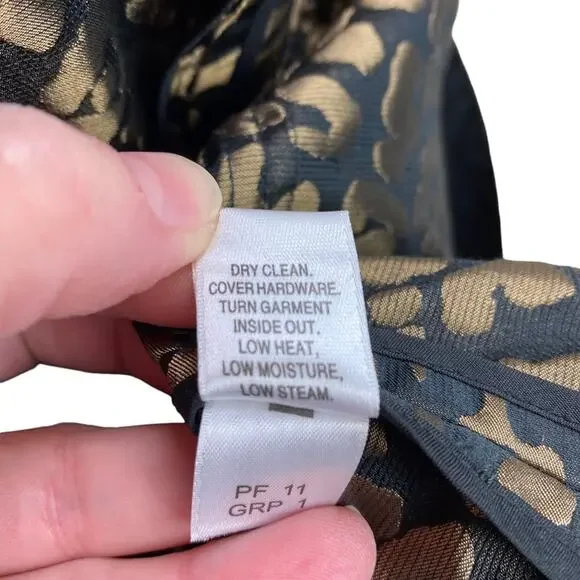 DRY CLEAN.
COVER HARDWARE.
TURN GARMENT
INSIDE OUT.
LOW HEAT,
LOW MOISTURE,
LOW STEAM.
PF 11
GRP 1